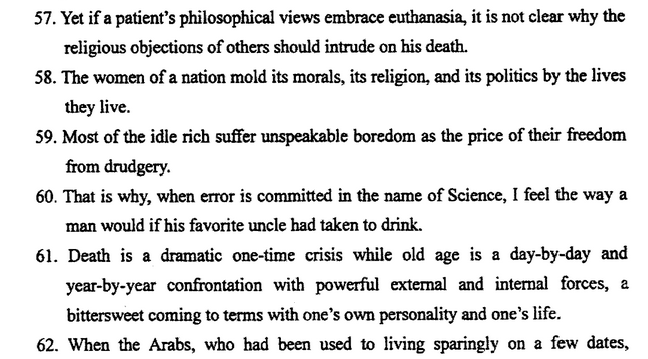 57. Yet if a patient's philosophical views embrace euthanasia, it is not clear why the
religious objections of others should intrude on his death.
58. The women of a nation mold its morals, its religion, and its politics by the lives
they live.
59. Most of the idle rich suffer unspeakable boredom as the price of their freedom
from drudgery.
60. That is why, when error is committed in the name of Science, I feel the way a
man would if his favorite uncle had taken to drink.
61. Death is a dramatic one-time crisis while old age is a day-by-day and
year-by-year confrontation with powerful external and internal forces, a
bittersweet coming to terms with one's own personality and one's life.
62. When the Arabs, who had been used to living sparingly on a few dates,